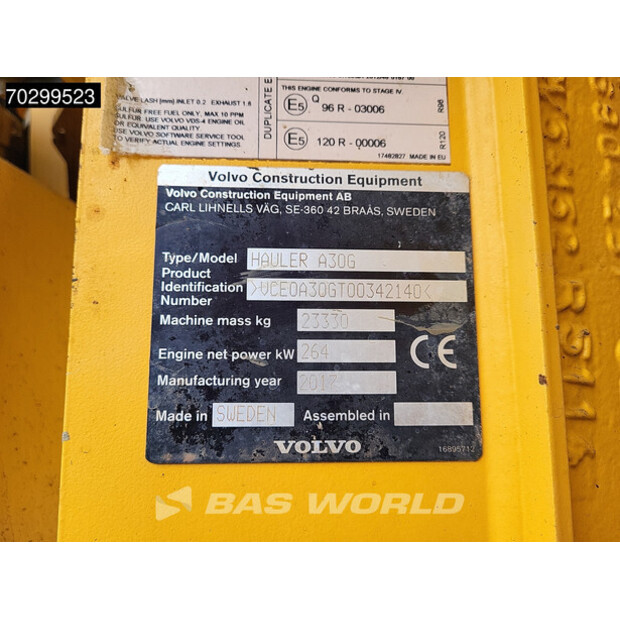 70299523
VALVE LASH [mm] INLET 0.2 EXHAUST 1.6
SULFUR FREE FUEL ONLY, MAX 10 PPM
SULFUR. USE VOLVO VDS-4 ENGINE OIL,
OR EQUIVALENT QUALITY.
USE VOLVO SOFTWARE SERVICE TOOL
TO VERIFY ACTUAL ENGINE SETTINGS.
DUPLICATE E
THIS ENGINE CONFORMS TO STAGE IV.
E5 Q 96 R - 03006
R96
E5 120 R - 00006
R120
17482827 MADE IN EU
Volvo Construction Equipment
Volvo Construction Equipment AB
CARL LIHNELLS VÄG, SE-360 42 BRAÅS, SWEDEN
Type/Model HAULER A30G
Product
Identification >VCE0A30GT00342140<
Number
Machine mass kg 23330
Engine net power kW 264
CE
Manufacturing year
Made in SWEDEN Assembled in
VOLVO
16895712
BAS WORLD